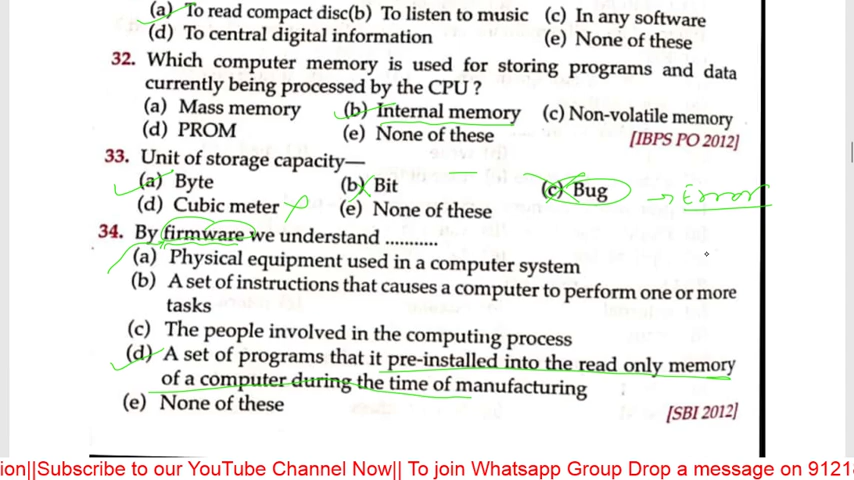 (a) To read compact disc(b) To listen to music (c) In any software
(d) To central digital information (e) None of these
32. Which computer memory is used for storing programs and data
currently being processed by the CPU ?
(a) Mass memory (b) Internal memory (c) Non-volatile memory
(d) PROM (e) None of these [IBPS PO 2012]
33. Unit of storage capacity—
(a) Byte (b) Bit (c) Bug → Error
(d) Cubic meter (e) None of these
34. By firmware we understand ...........
(a) Physical equipment used in a computer system
(b) A set of instructions that causes a computer to perform one or more
tasks
(c) The people involved in the computing process
(d) A set of programs that it pre-installed into the read only memory
of a computer during the time of manufacturing
(e) None of these [SBI 2012]
ion||Subscribe to our YouTube Channel Now|| To join Whatsapp Group Drop a message on 9121